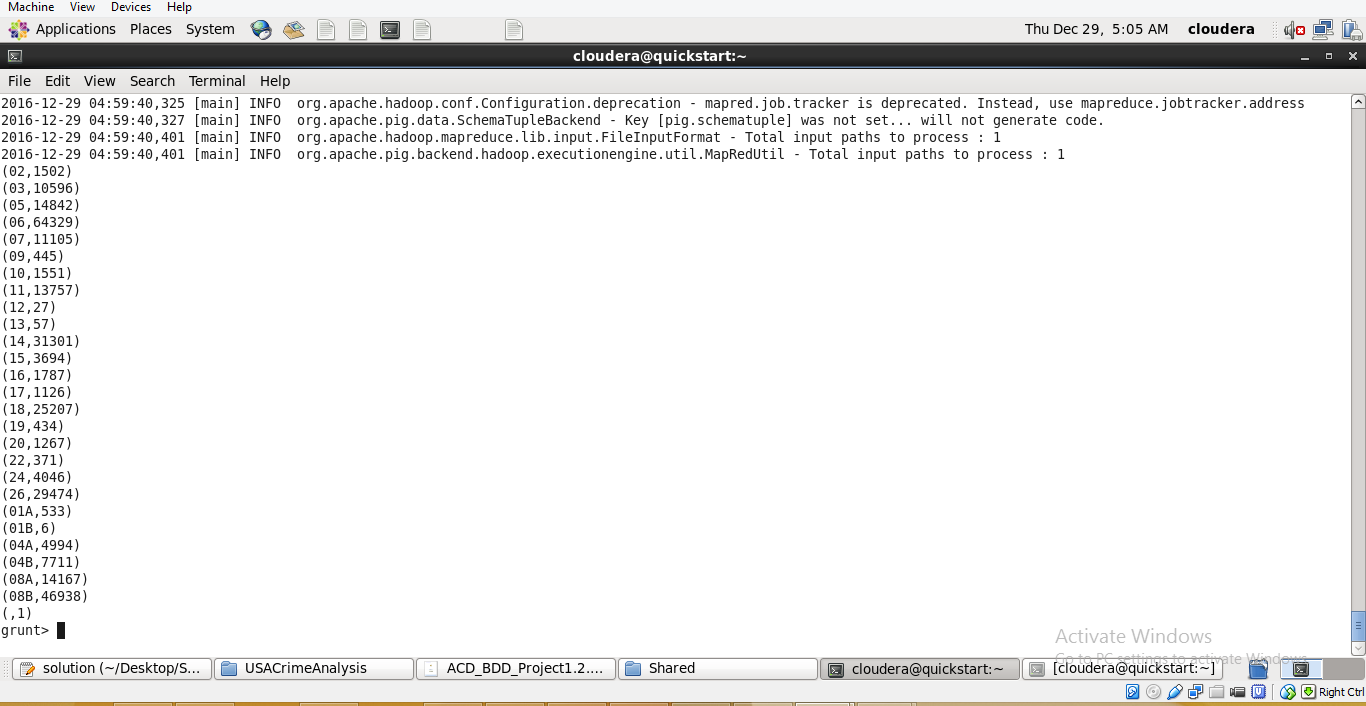 Machine View Devices Help
Applications Places System Thu Dec 29, 5:05 AM cloudera
cloudera@quickstart:~
File Edit View Search Terminal Help
2016-12-29 04:59:40,325 [main] INFO  org.apache.hadoop.conf.Configuration.deprecation - mapred.job.tracker is deprecated. Instead, use mapreduce.jobtracker.address
2016-12-29 04:59:40,327 [main] INFO  org.apache.pig.data.SchemaTupleBackend - Key [pig.schematuple] was not set... will not generate code.
2016-12-29 04:59:40,401 [main] INFO  org.apache.hadoop.mapreduce.lib.input.FileInputFormat - Total input paths to process : 1
2016-12-29 04:59:40,401 [main] INFO  org.apache.pig.backend.hadoop.executionengine.util.MapRedUtil - Total input paths to process : 1
(02,1502)
(03,10596)
(05,14842)
(06,64329)
(07,11105)
(09,445)
(10,1551)
(11,13757)
(12,27)
(13,57)
(14,31301)
(15,3694)
(16,1787)
(17,1126)
(18,25207)
(19,434)
(20,1267)
(22,371)
(24,4046)
(26,29474)
(01A,533)
(01B,6)
(04A,4994)
(04B,7711)
(08A,14167)
(08B,46938)
(,1)
grunt>
Activate Windows
Go to PC settings to activate Windows.
solution (~/Desktop/S... USACrimeAnalysis ACD_BDD_Project1.2.... Shared cloudera@quickstart:~ [cloudera@quickstart:~]
Right Ctrl